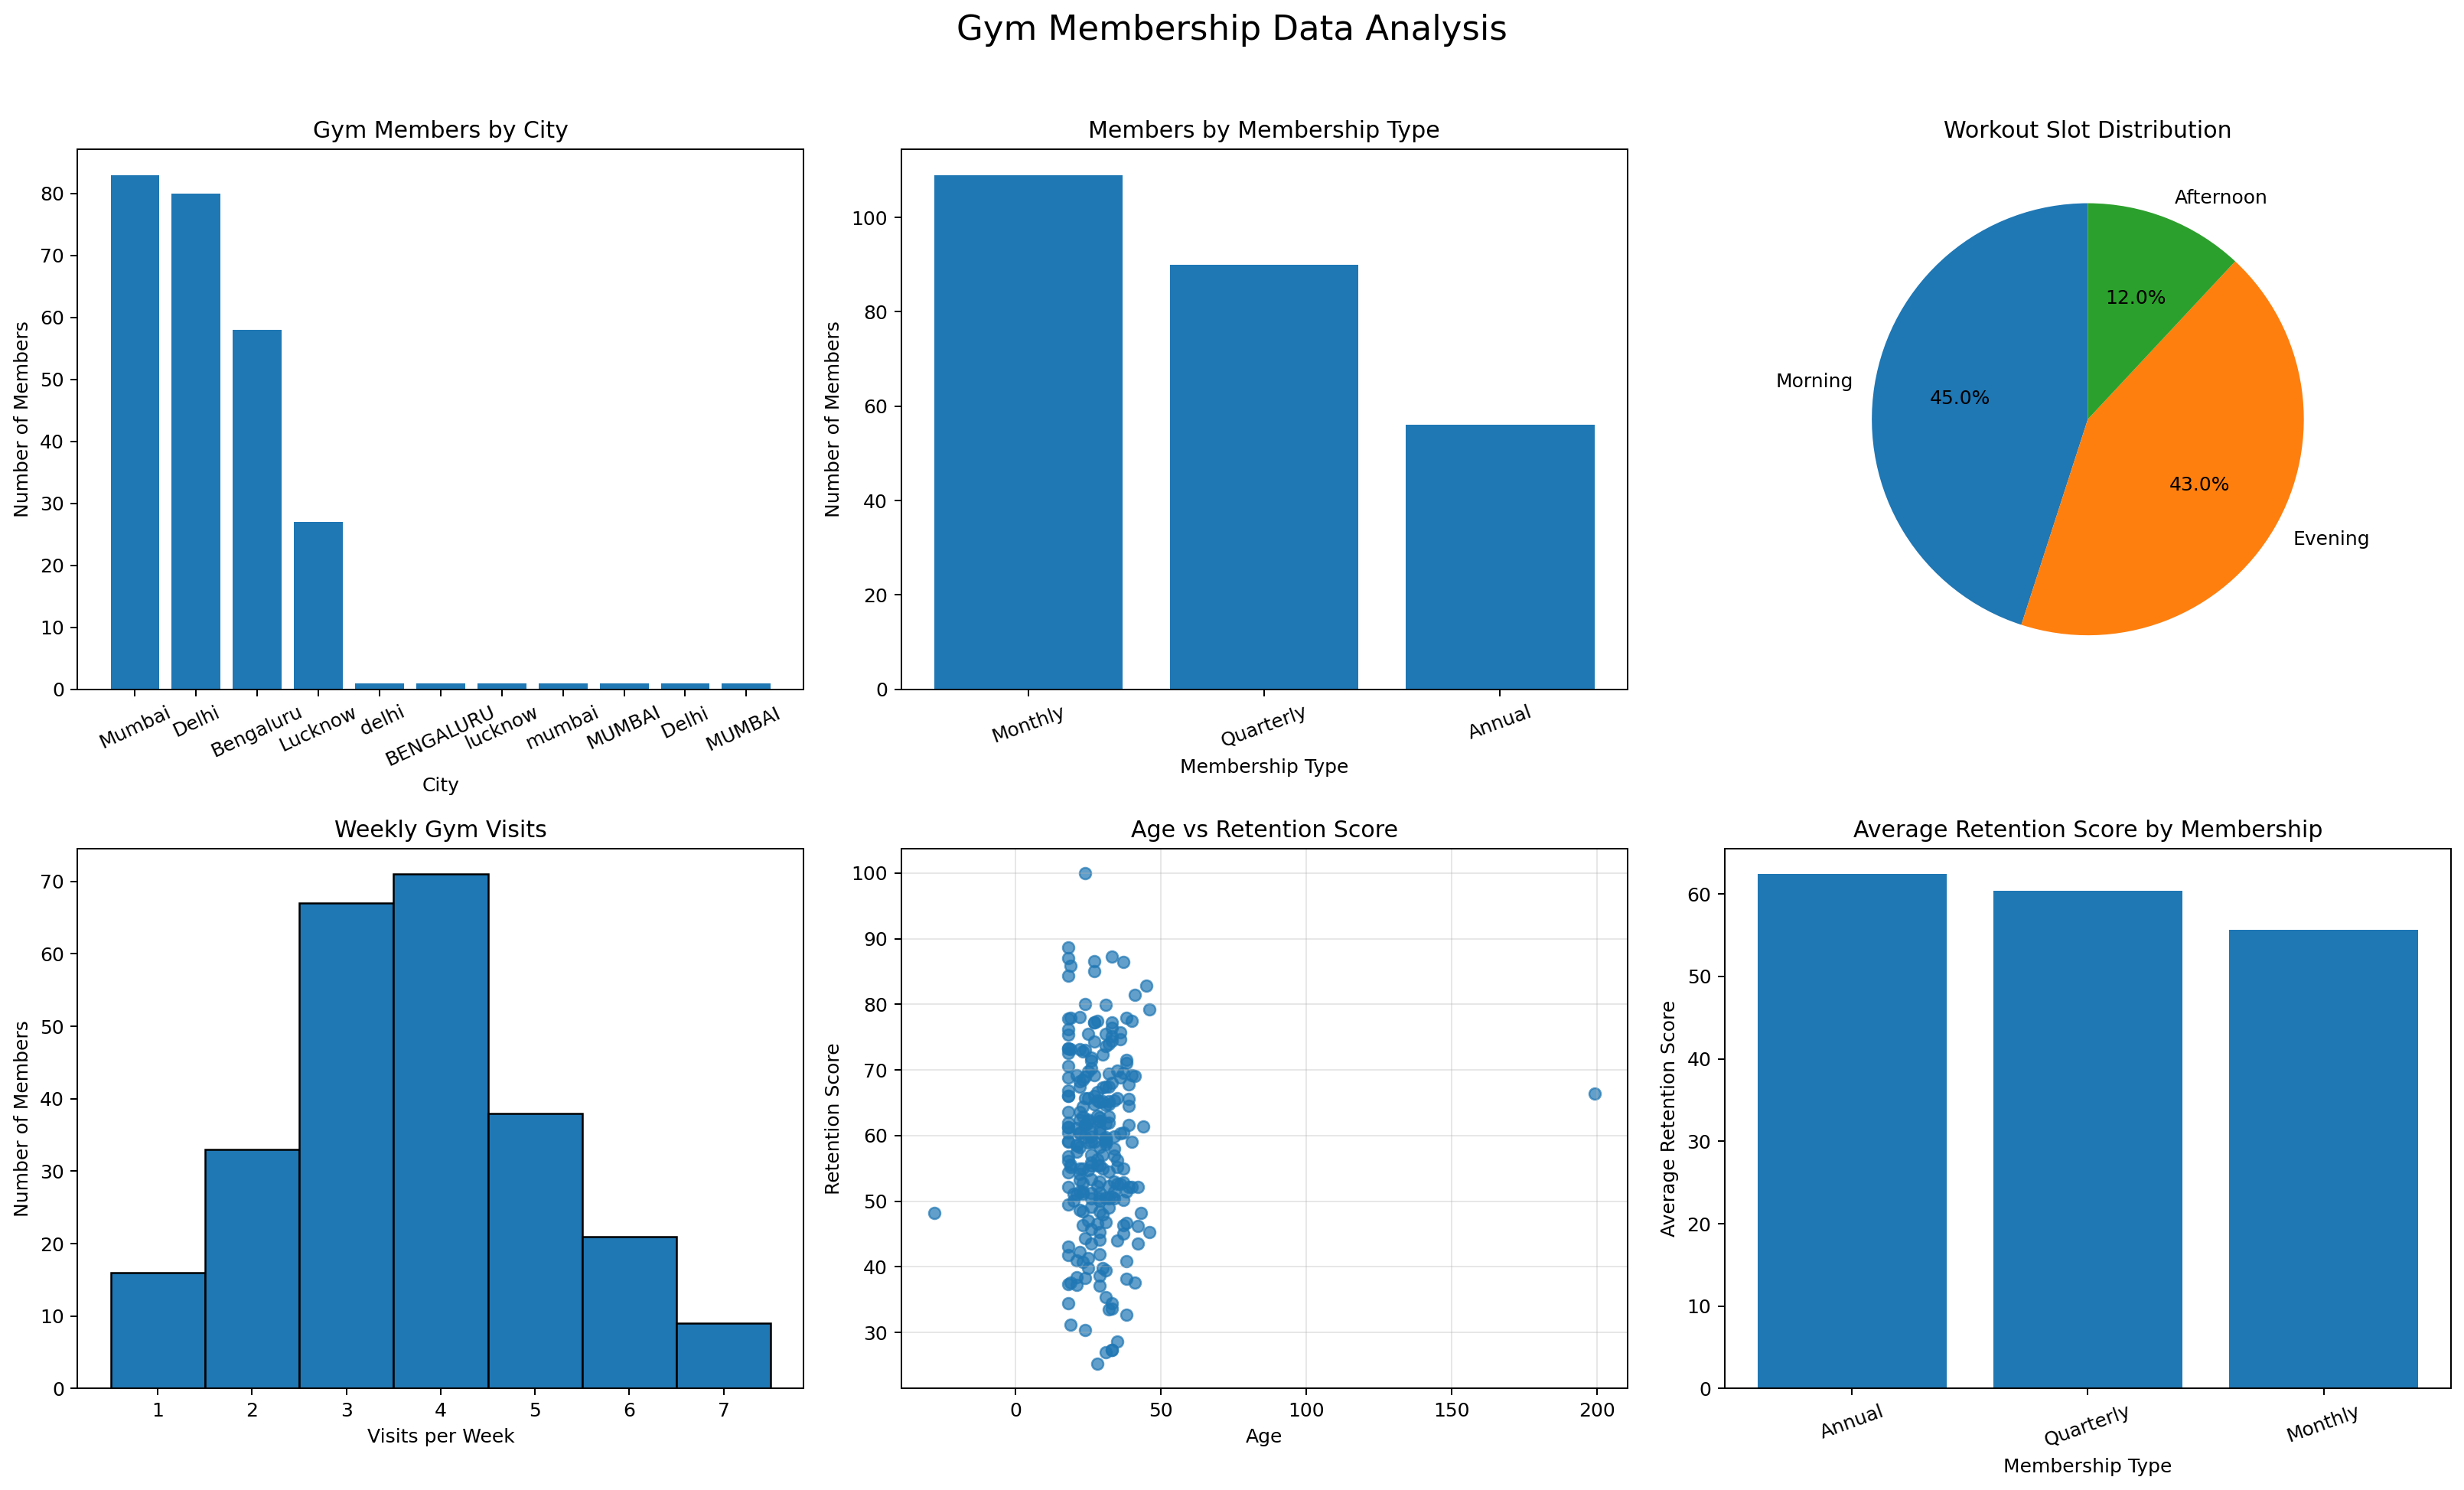 Gym Membership Data Analysis
Gym Members by City
Number of Members
80
70
60
50
40
30
20
10
0
Mumbai
Delhi
Bengaluru
Lucknow
delhi
BENGALURU
lucknow
mumbai
MUMBAI
Delhi
MUMBAI
City
Members by Membership Type
Number of Members
100
80
60
40
20
0
Monthly
Quarterly
Annual
Membership Type
Workout Slot Distribution
Afternoon
12.0%
Morning
45.0%
43.0%
Evening
Weekly Gym Visits
Number of Members
70
60
50
40
30
20
10
0
1 2 3 4 5 6 7
Visits per Week
Age vs Retention Score
Retention Score
100
90
80
70
60
50
40
30
0 50 100 150 200
Age
Average Retention Score by Membership
Average Retention Score
60
50
40
30
20
10
0
Annual
Quarterly
Monthly
Membership Type